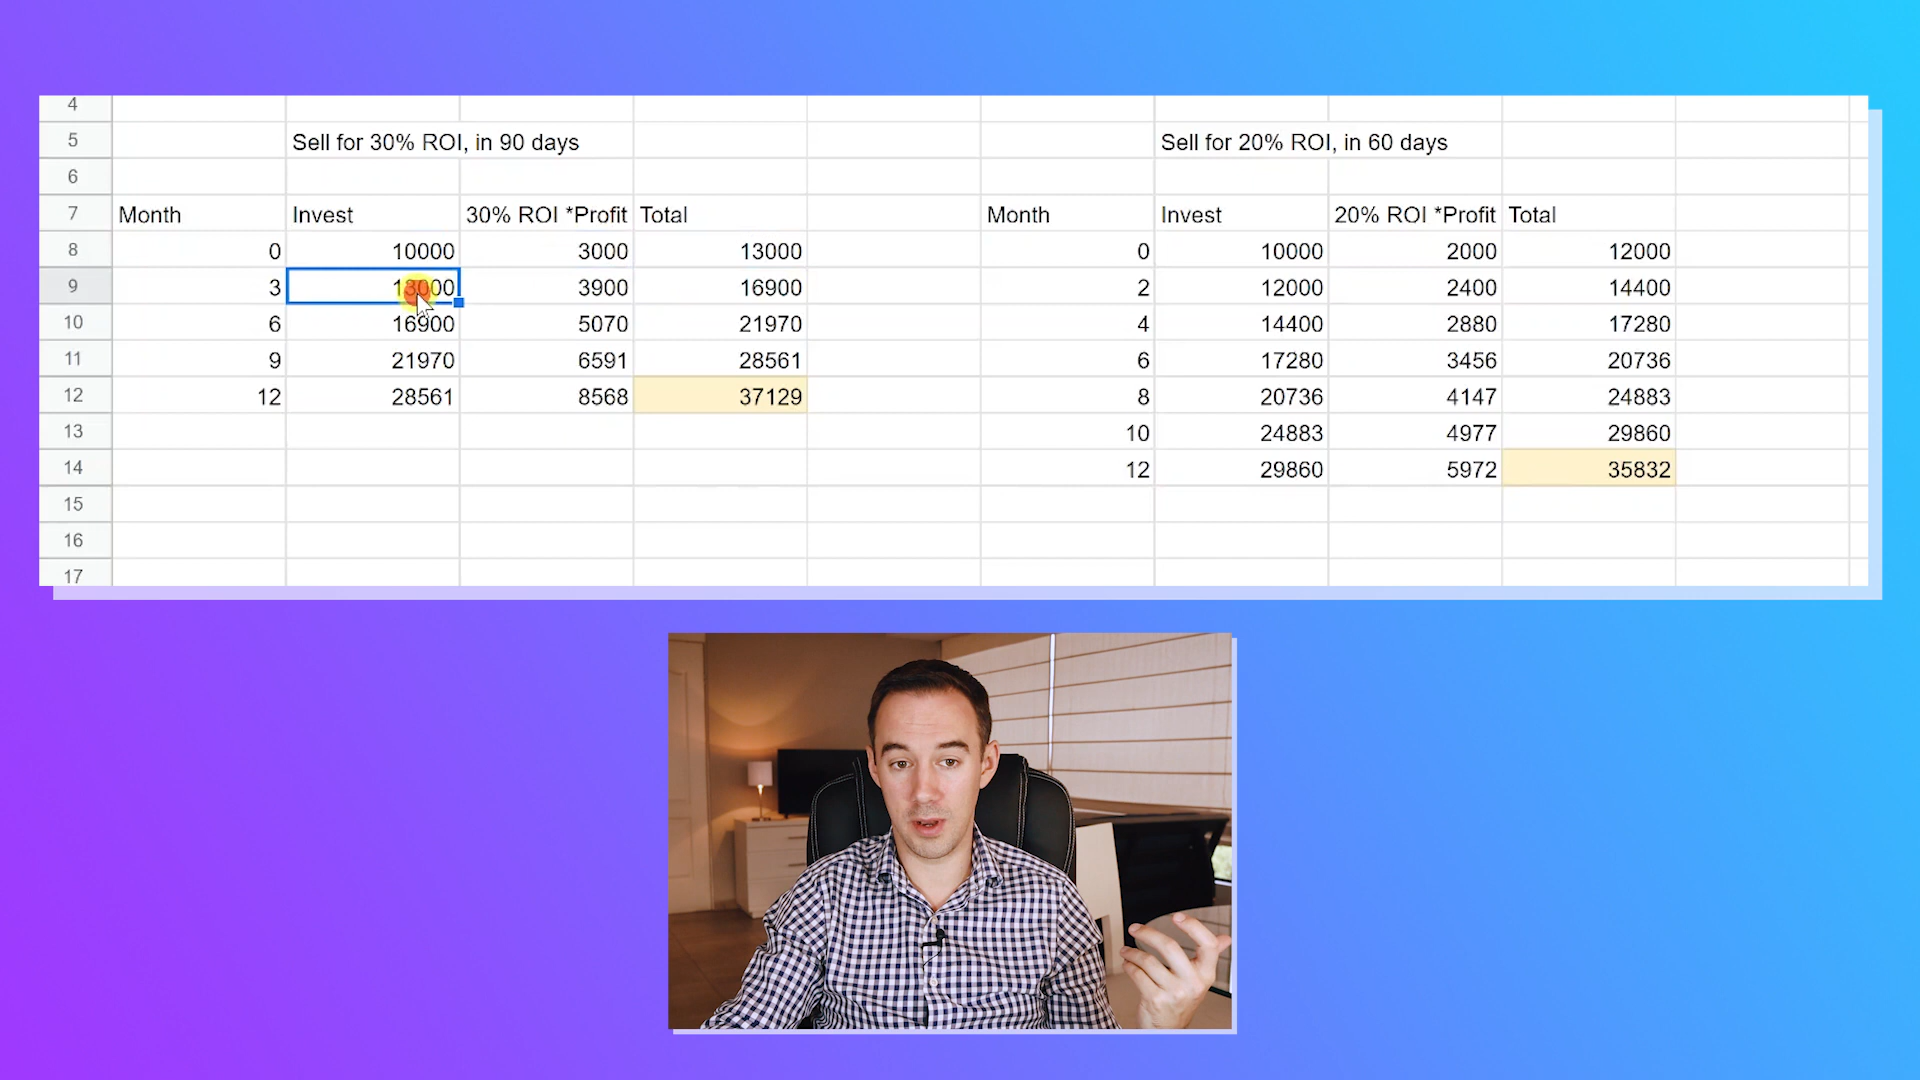 4
5 Sell for 30% ROI, in 90 days Sell for 20% ROI, in 60 days
6
7 Month Invest 30% ROI *Profit Total Month Invest 20% ROI *Profit Total
8 0 10000 3000 13000 0 10000 2000 12000
9 3 13000 3900 16900 2 12000 2400 14400
10 6 16900 5070 21970 4 14400 2880 17280
11 9 21970 6591 28561 6 17280 3456 20736
12 12 28561 8568 37129 8 20736 4147 24883
13 10 24883 4977 29860
14 12 29860 5972 35832
15
16
17